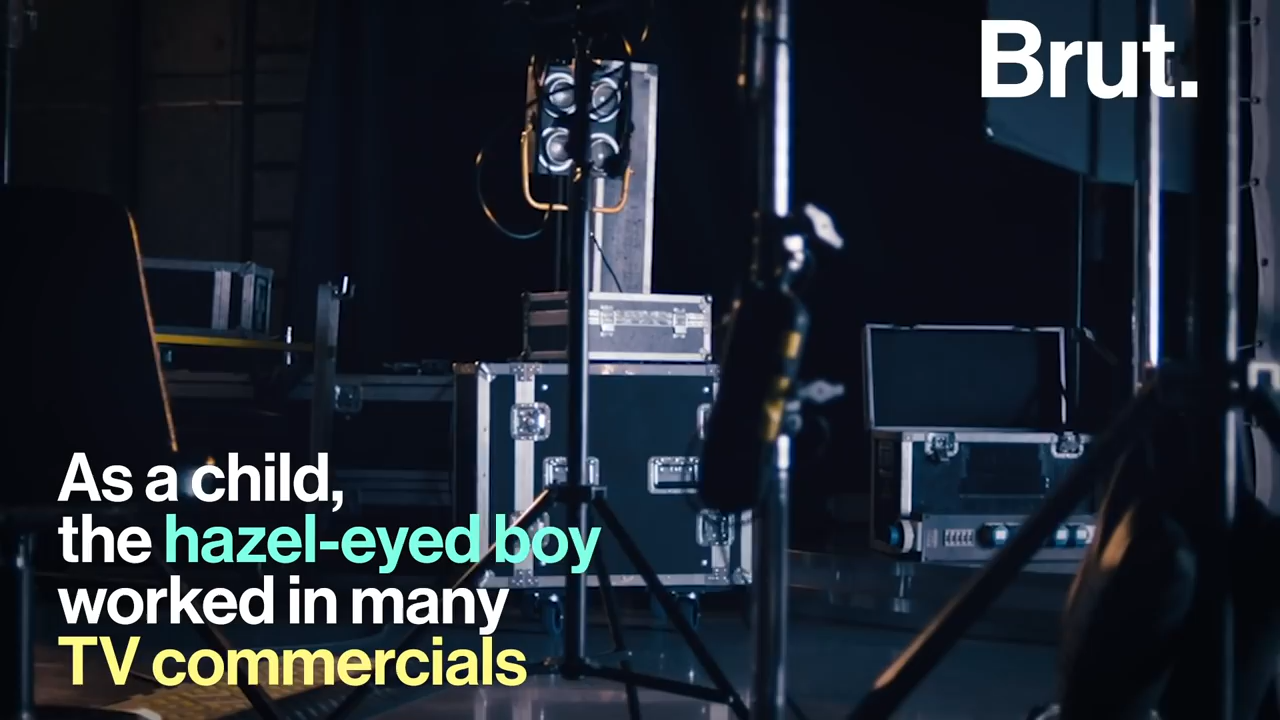 Brut.
As a child,
the hazel-eyed boy
worked in many
TV commercials